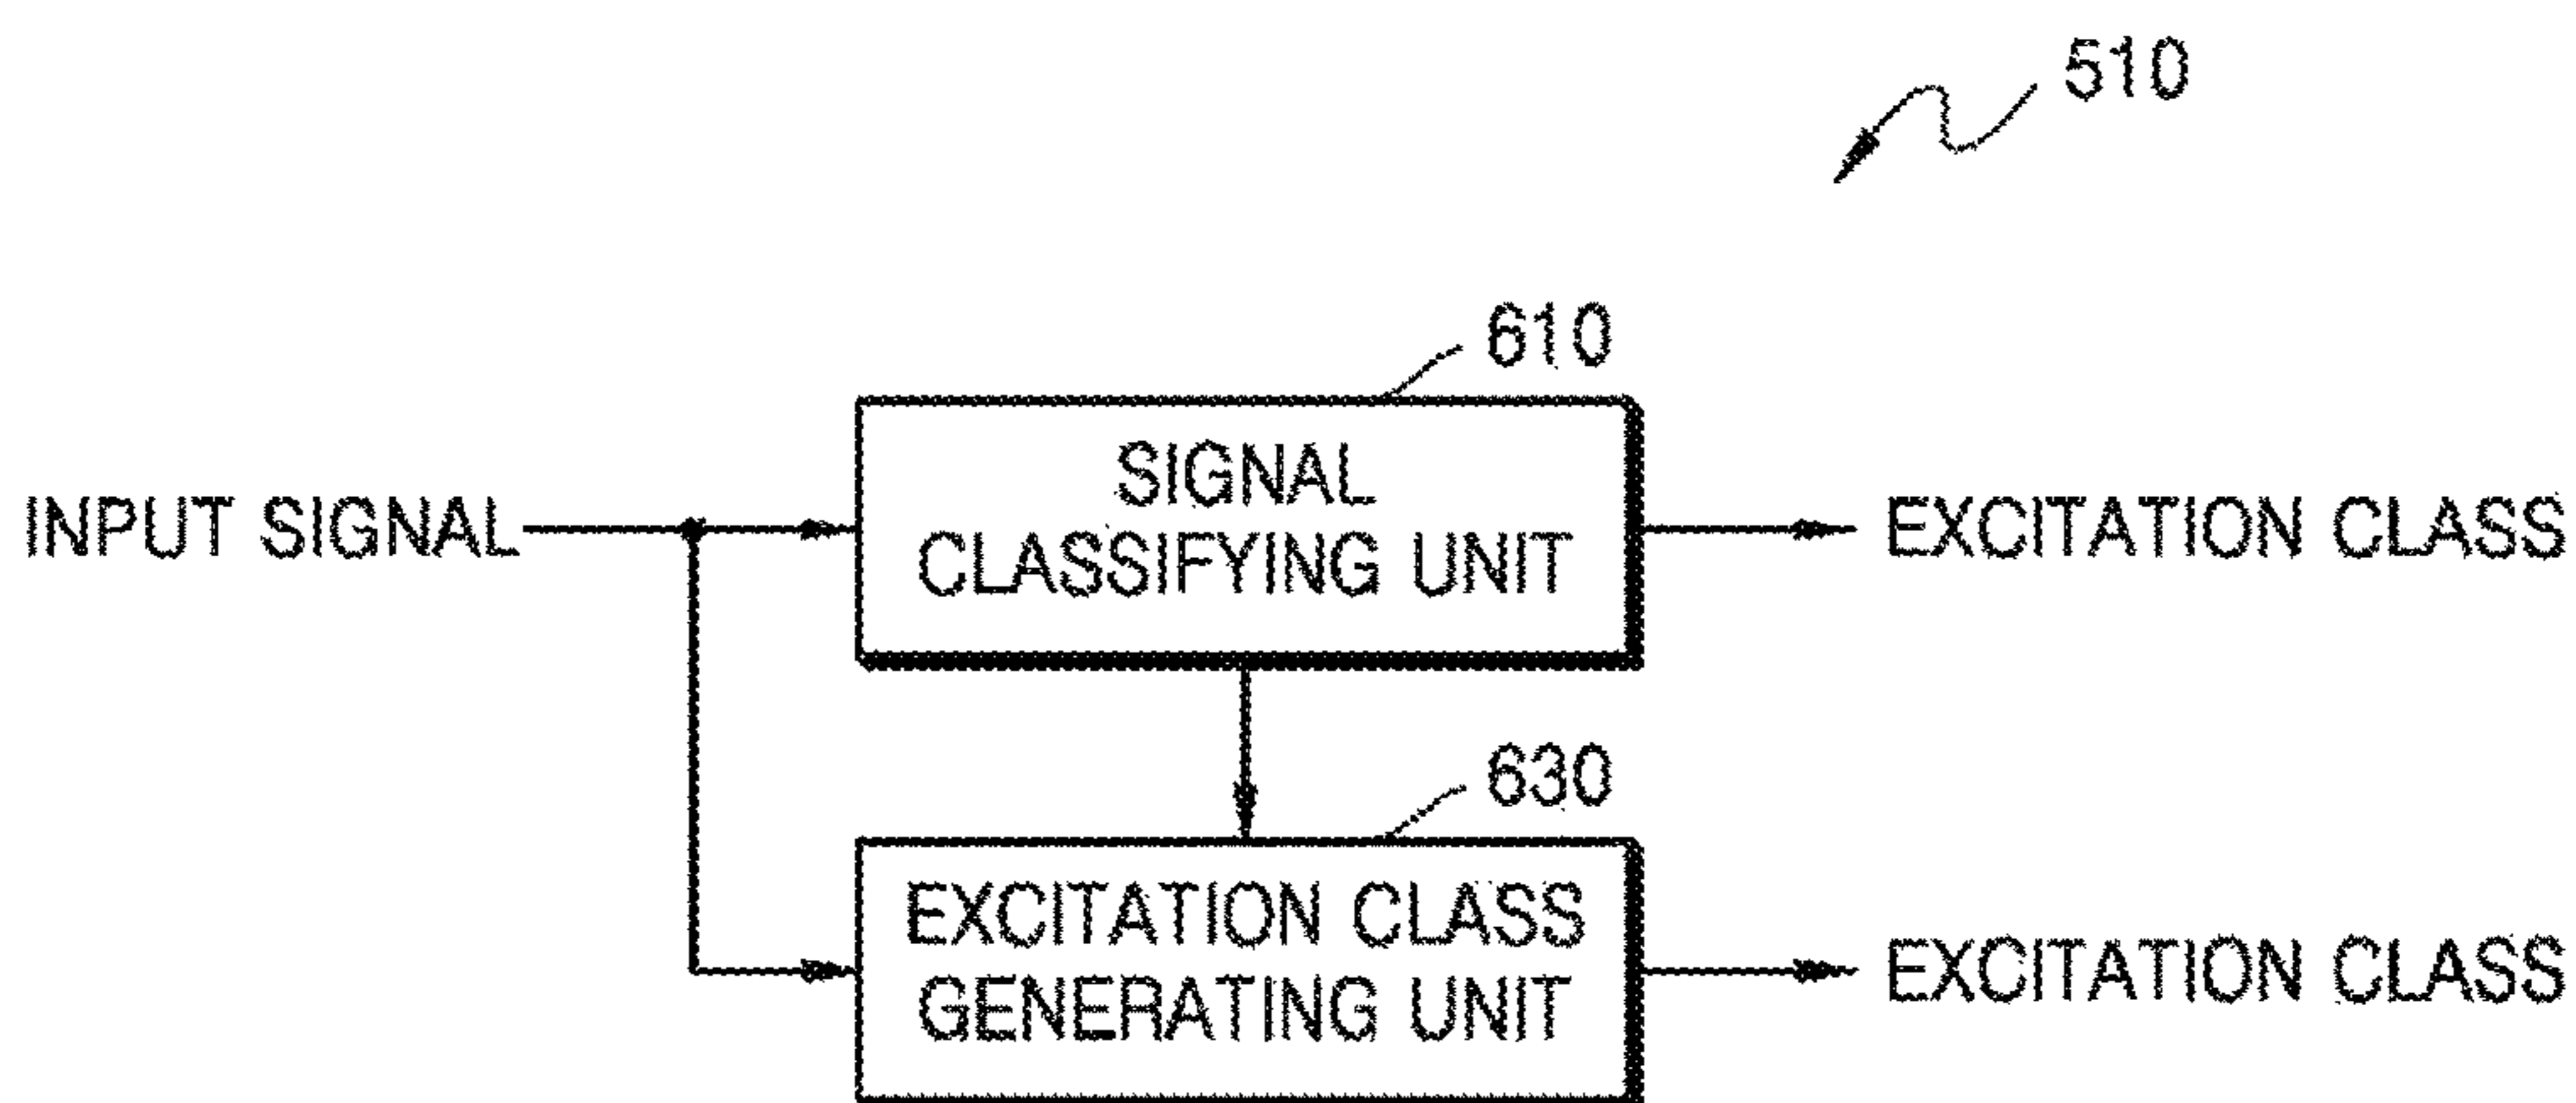 510
610
SIGNAL
CLASSIFYING UNIT
INPUT SIGNAL
EXCITATION CLASS
630
EXCITATION CLASS
GENERATING UNIT
EXCITATION CLASS